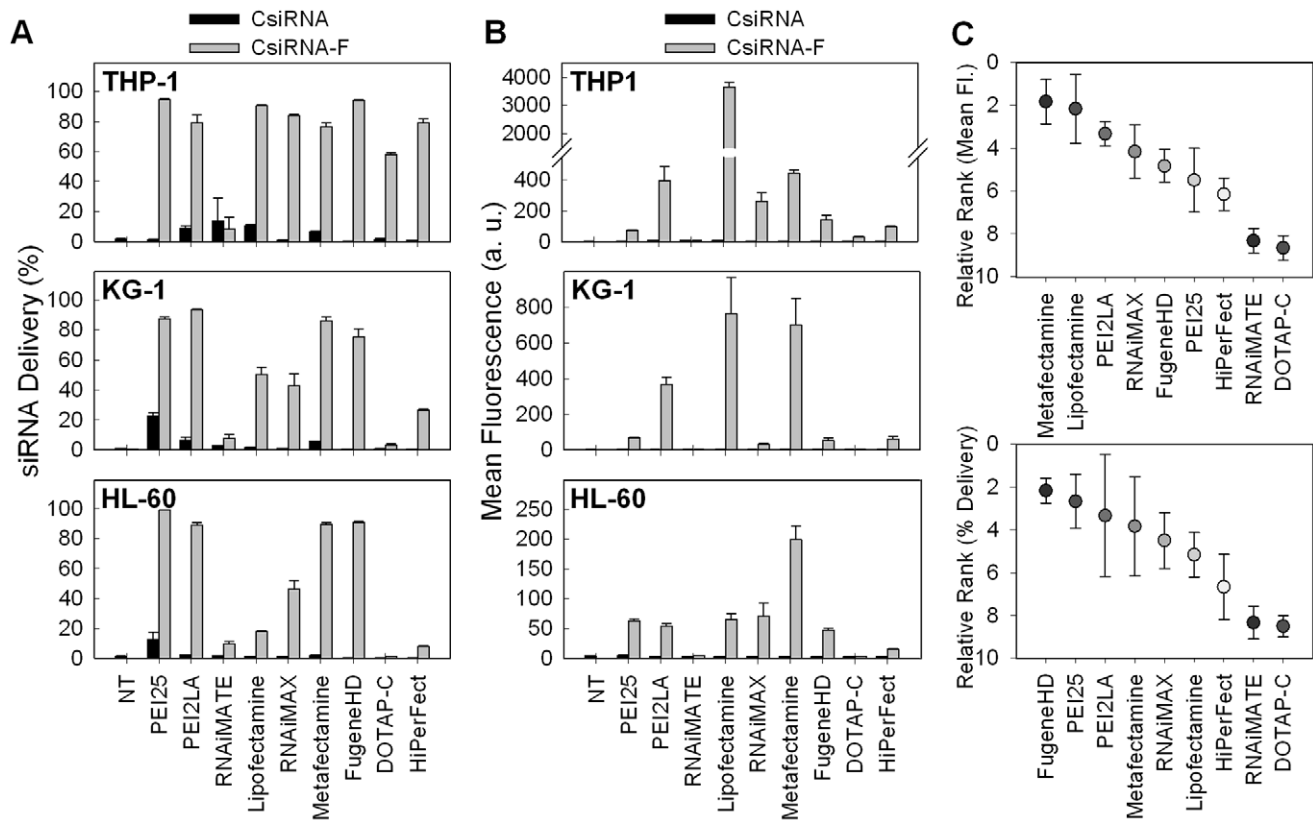 A
CsiRNA
CsiRNA-F
siRNA Delivery (%)
THP-1
100
80
60
40
20
0
KG-1
100
80
60
40
20
0
HL-60
100
80
60
40
20
0
NT
PEI25
PEI2LA
RNAiMATE
Lipofectamine
RNAiMAX
Metafectamine
FugeneHD
DOTAP-C
HiPerFect
B
CsiRNA
CsiRNA-F
Mean Fluorescence (a. u.)
THP1
4000
3000
2000
400
200
0
KG-1
800
600
400
200
0
HL-60
250
200
150
100
50
0
NT
PEI25
PEI2LA
RNAiMATE
Lipofectamine
RNAiMAX
Metafectamine
FugeneHD
DOTAP-C
HiPerFect
C
Relative Rank (Mean Fl.)
0
2
4
6
8
10
Metafectamine
Lipofectamine
PEI2LA
RNAiMAX
FugeneHD
PEI25
HiPerFect
RNAiMATE
DOTAP-C
Relative Rank (% Delivery)
0
2
4
6
8
10
FugeneHD
PEI25
PEI2LA
Metafectamine
RNAiMAX
Lipofectamine
HiPerFect
RNAiMATE
DOTAP-C